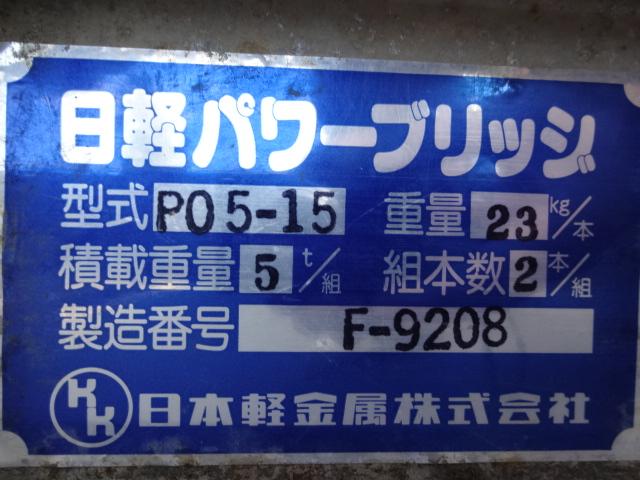 日軽パワーブリッジ
型式 PO5-15 重量 23 kg/本
積載重量 5 t/組 組本数 2 本/組
製造番号 F-9208
KK 日本軽金属株式会社